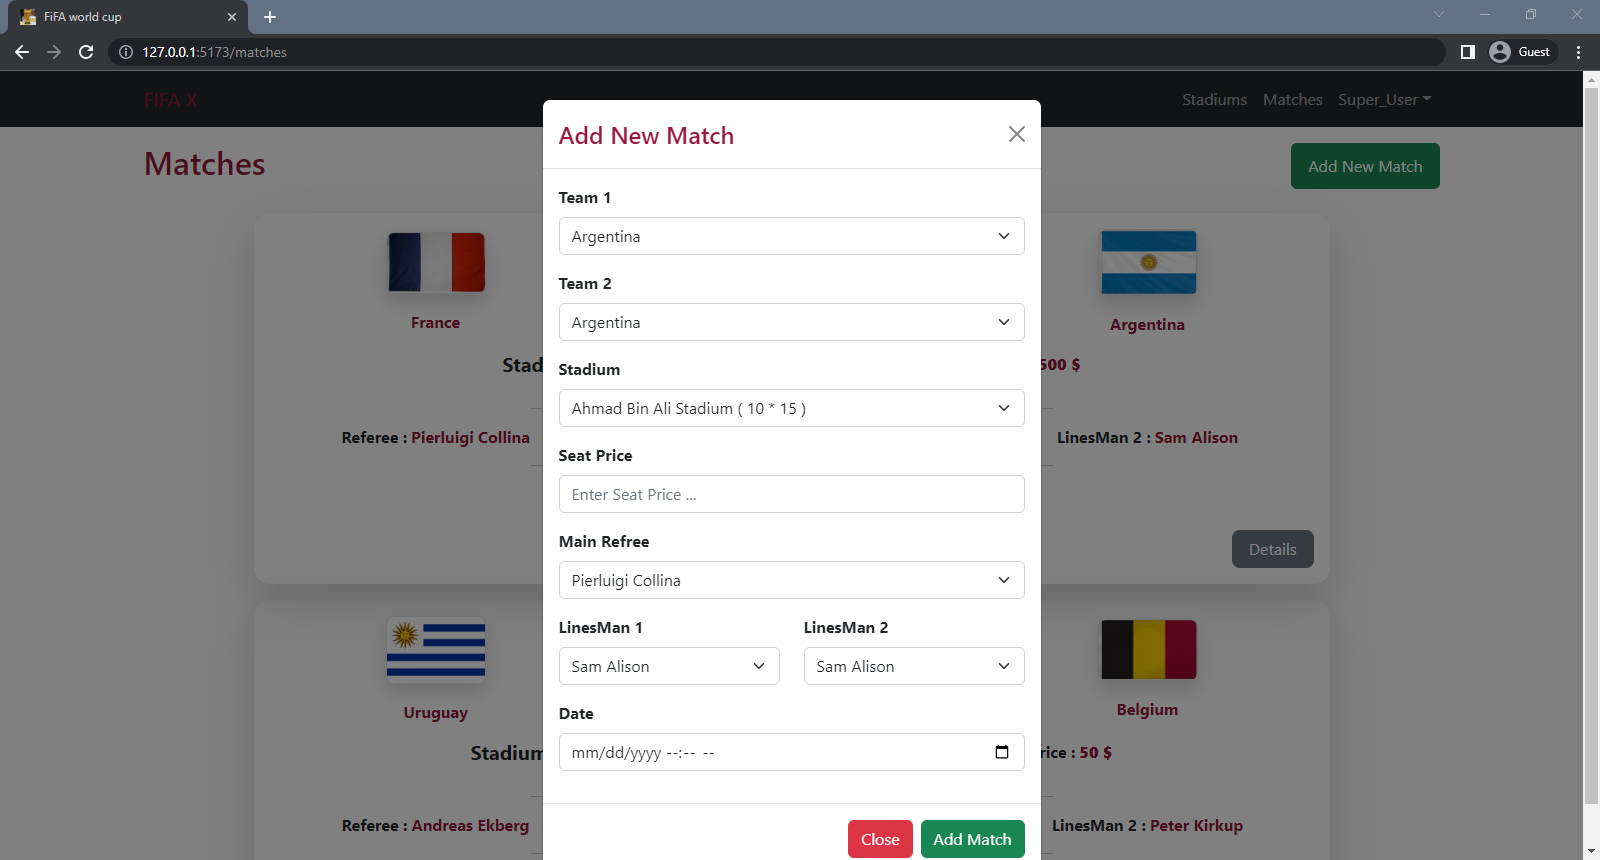 FiFA world cup
127.0.0.1:5173/matches
Guest
FIFA X
Stadiums Matches Super_User
Matches
Add New Match
Add New Match
Team 1
Argentina
Team 2
Argentina
Stadium
Ahmad Bin Ali Stadium ( 10 * 15 )
Seat Price
Enter Seat Price ...
Main Refree
Pierluigi Collina
LinesMan 1 LinesMan 2
Sam Alison Sam Alison
Date
mm/dd/yyyy --:-- --
Close Add Match
France
Argentina
500 $
Referee : Pierluigi Collina
LinesMan 2 : Sam Alison
Details
Uruguay
Belgium
Stadium
50 $
Referee : Andreas Ekberg
LinesMan 2 : Peter Kirkup